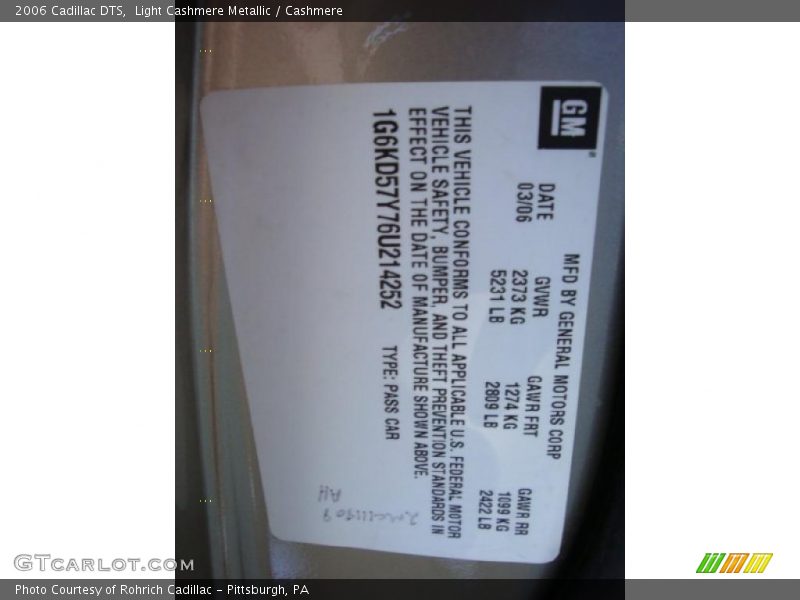 2006 Cadillac DTS, Light Cashmere Metallic / Cashmere
GM
MFD BY GENERAL MOTORS CORP
DATE GVWR GAWR FRT GAWR RR
03/06 2373 KG 1274 KG 1099 KG
5231 LB 2809 LB 2422 LB
THIS VEHICLE CONFORMS TO ALL APPLICABLE U.S. FEDERAL MOTOR
VEHICLE SAFETY, BUMPER, AND THEFT PREVENTION STANDARDS IN
EFFECT ON THE DATE OF MANUFACTURE SHOWN ABOVE.
1G6KD57Y76U214252 TYPE: PASS CAR
GTCARLOT.COM
Photo Courtesy of Rohrich Cadillac - Pittsburgh, PA